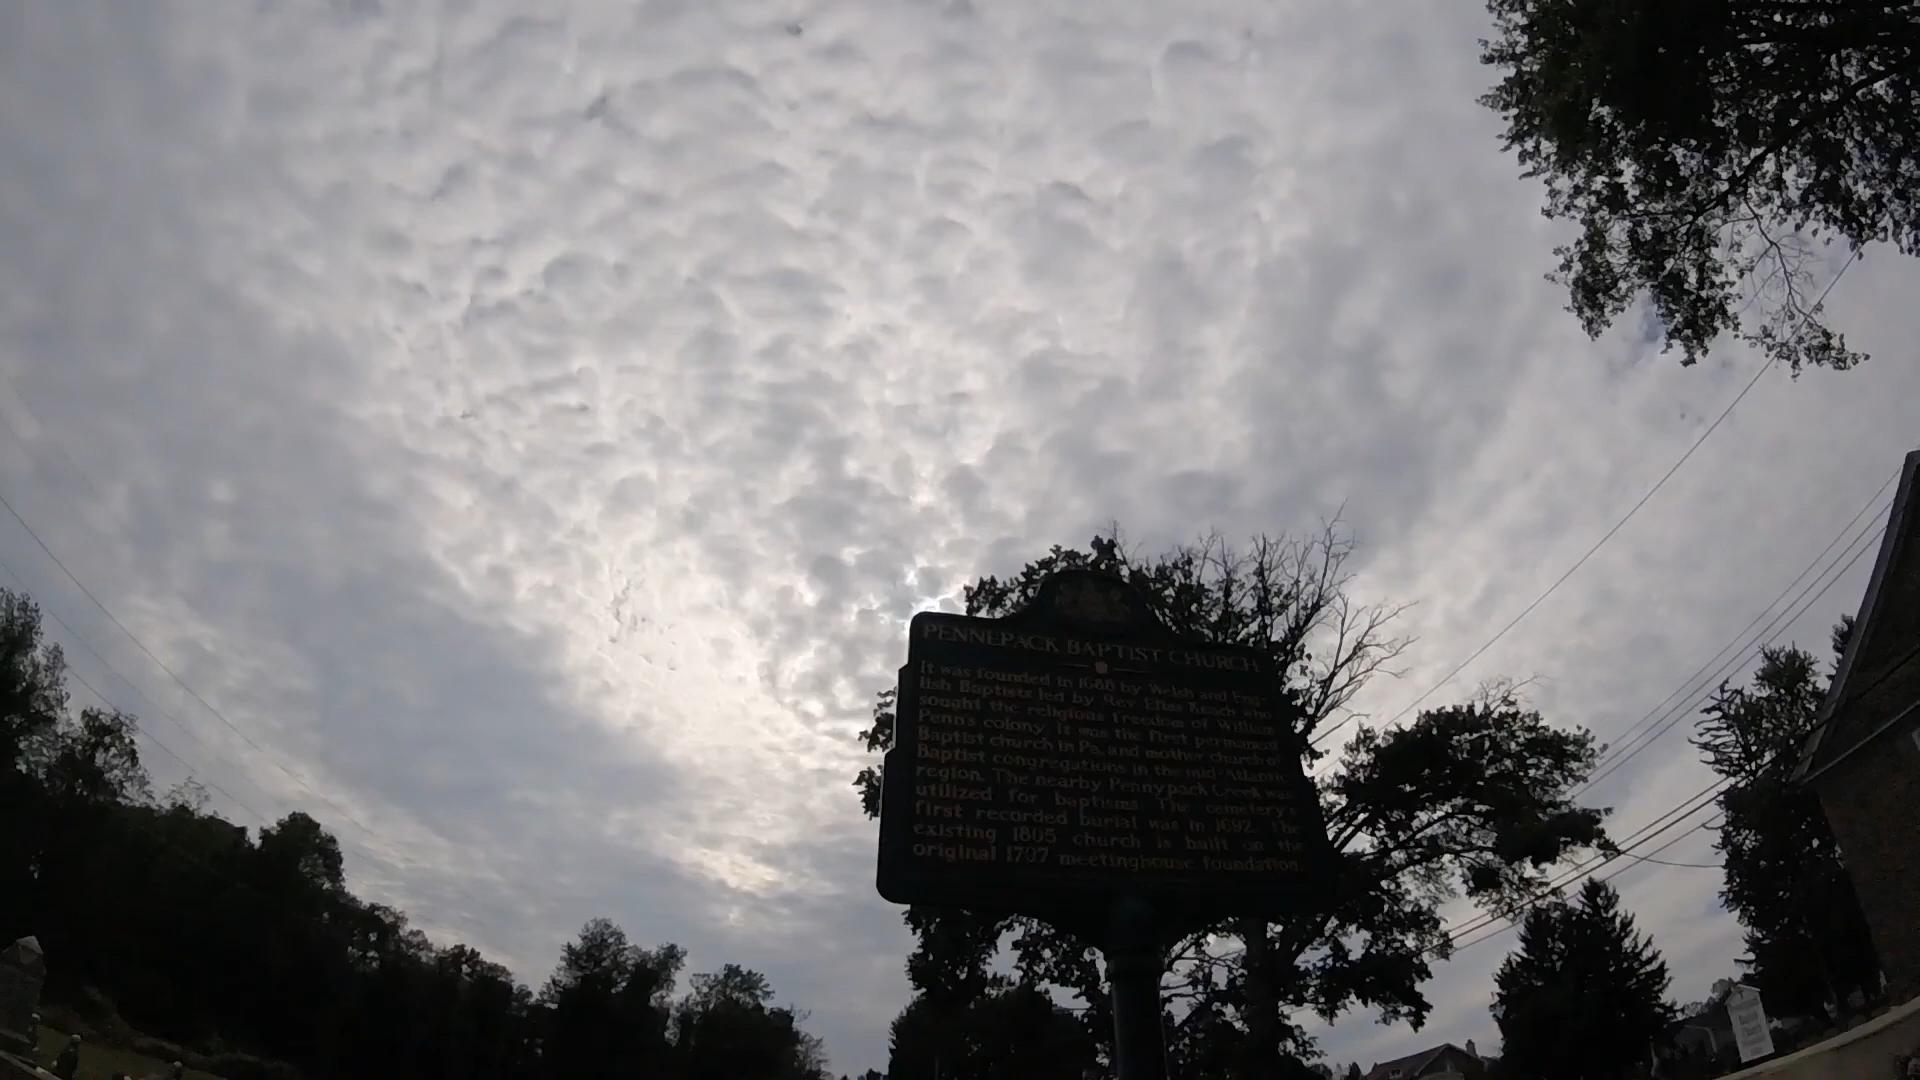 PENNEPACK BAPTIST CHURCH
It was founded in 1688 by Welsh and Eng-
lish Baptists led by Rev Elias Keach who
sought the religious freedom of William
Penn's colony. It was the first permanent
Baptist church in Pa. and mother church of
Baptist congregations in the mid-Atlantic
region. The nearby Pennypack Creek was
utilized for baptisms. The cemetery's
first recorded burial was in 1692. The
existing 1805 church is built on the
original 1707 meetinghouse foundation.